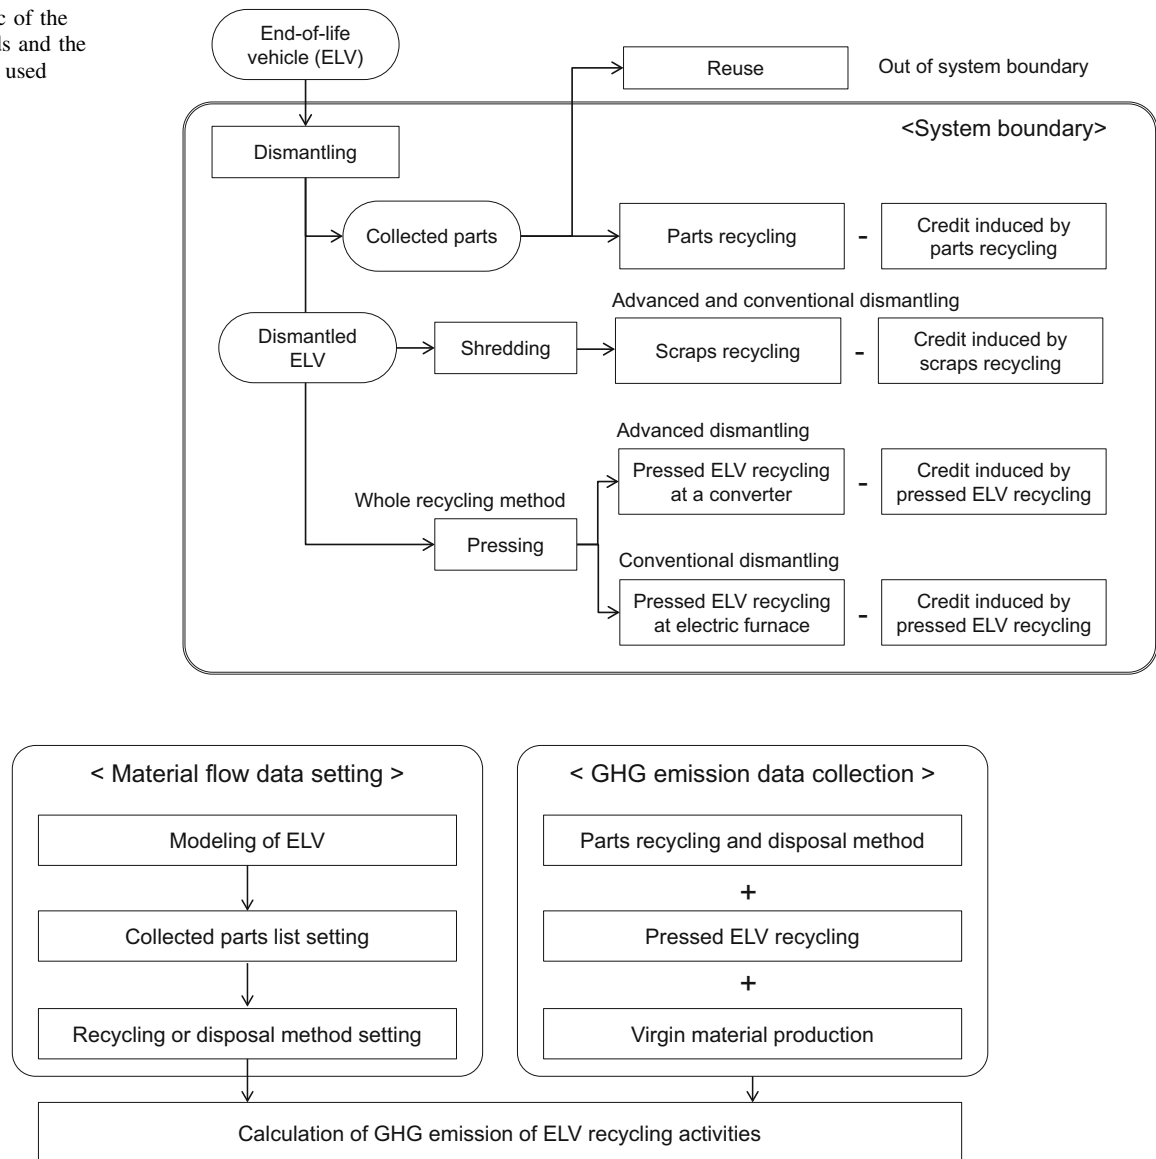 c of the
ds and the
used
End-of-life
vehicle (ELV)
Reuse
Out of system boundary
<System boundary>
Dismantling
Collected parts
Parts recycling
-
Credit induced by
parts recycling
Advanced and conventional dismantling
Dismantled
ELV
Shredding
Scraps recycling
-
Credit induced by
scraps recycling
Advanced dismantling
Pressed ELV recycling
at a converter
-
Credit induced by
pressed ELV recycling
Whole recycling method
Pressing
Conventional dismantling
Pressed ELV recycling
at electric furnace
-
Credit induced by
pressed ELV recycling
< Material flow data setting >
Modeling of ELV
Collected parts list setting
Recycling or disposal method setting
< GHG emission data collection >
Parts recycling and disposal method
+
Pressed ELV recycling
+
Virgin material production
Calculation of GHG emission of ELV recycling activities